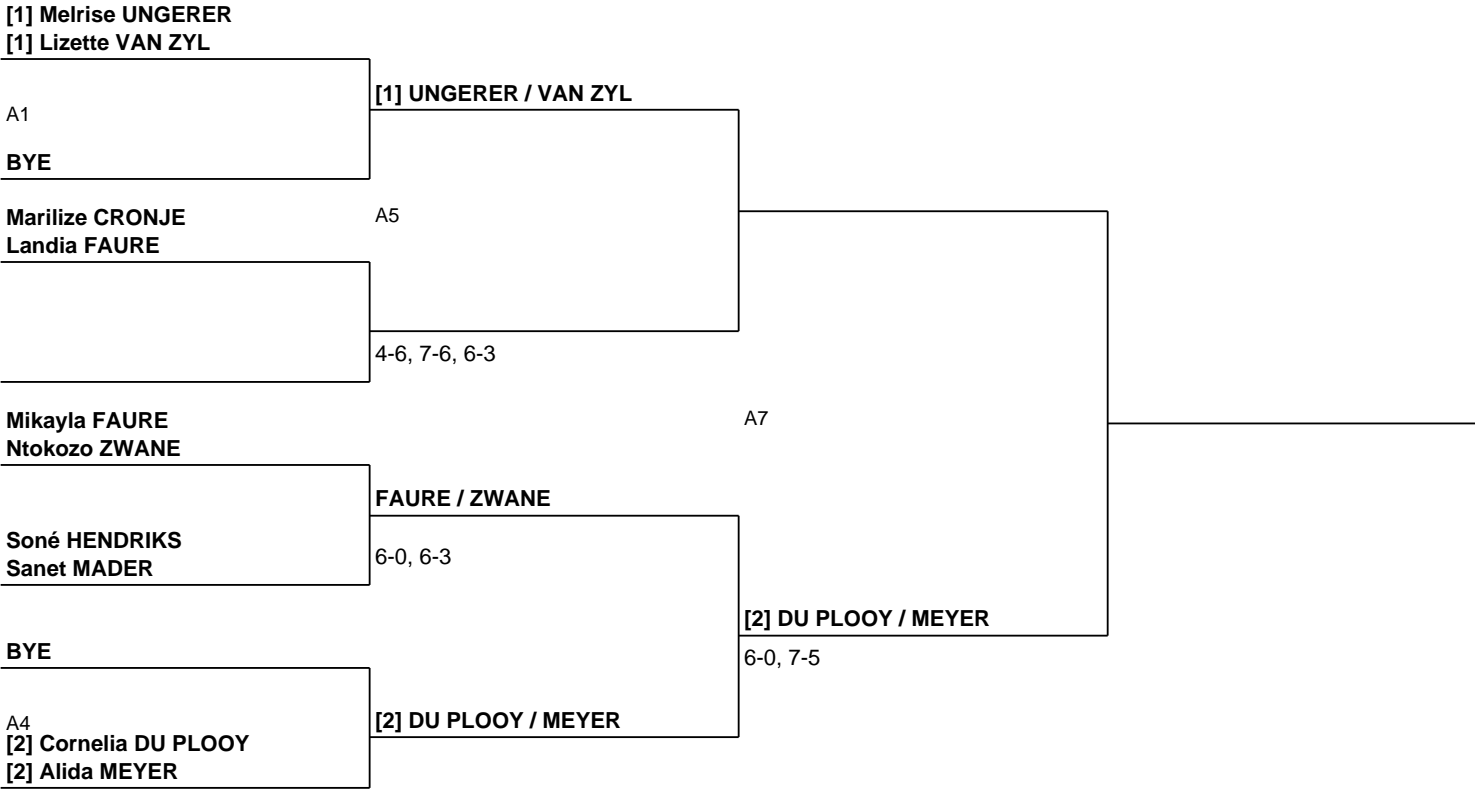 [1] Melrise UNGERER
[1] Lizette VAN ZYL
[1] UNGERER / VAN ZYL
A1
BYE
Marilize CRONJE
A5
Landia FAURE
4-6, 7-6, 6-3
Mikayla FAURE
A7
Ntokozo ZWANE
FAURE / ZWANE
Soné HENDRIKS
6-0, 6-3
Sanet MADER
[2] DU PLOOY / MEYER
BYE
6-0, 7-5
A4
[2] DU PLOOY / MEYER
[2] Cornelia DU PLOOY
[2] Alida MEYER